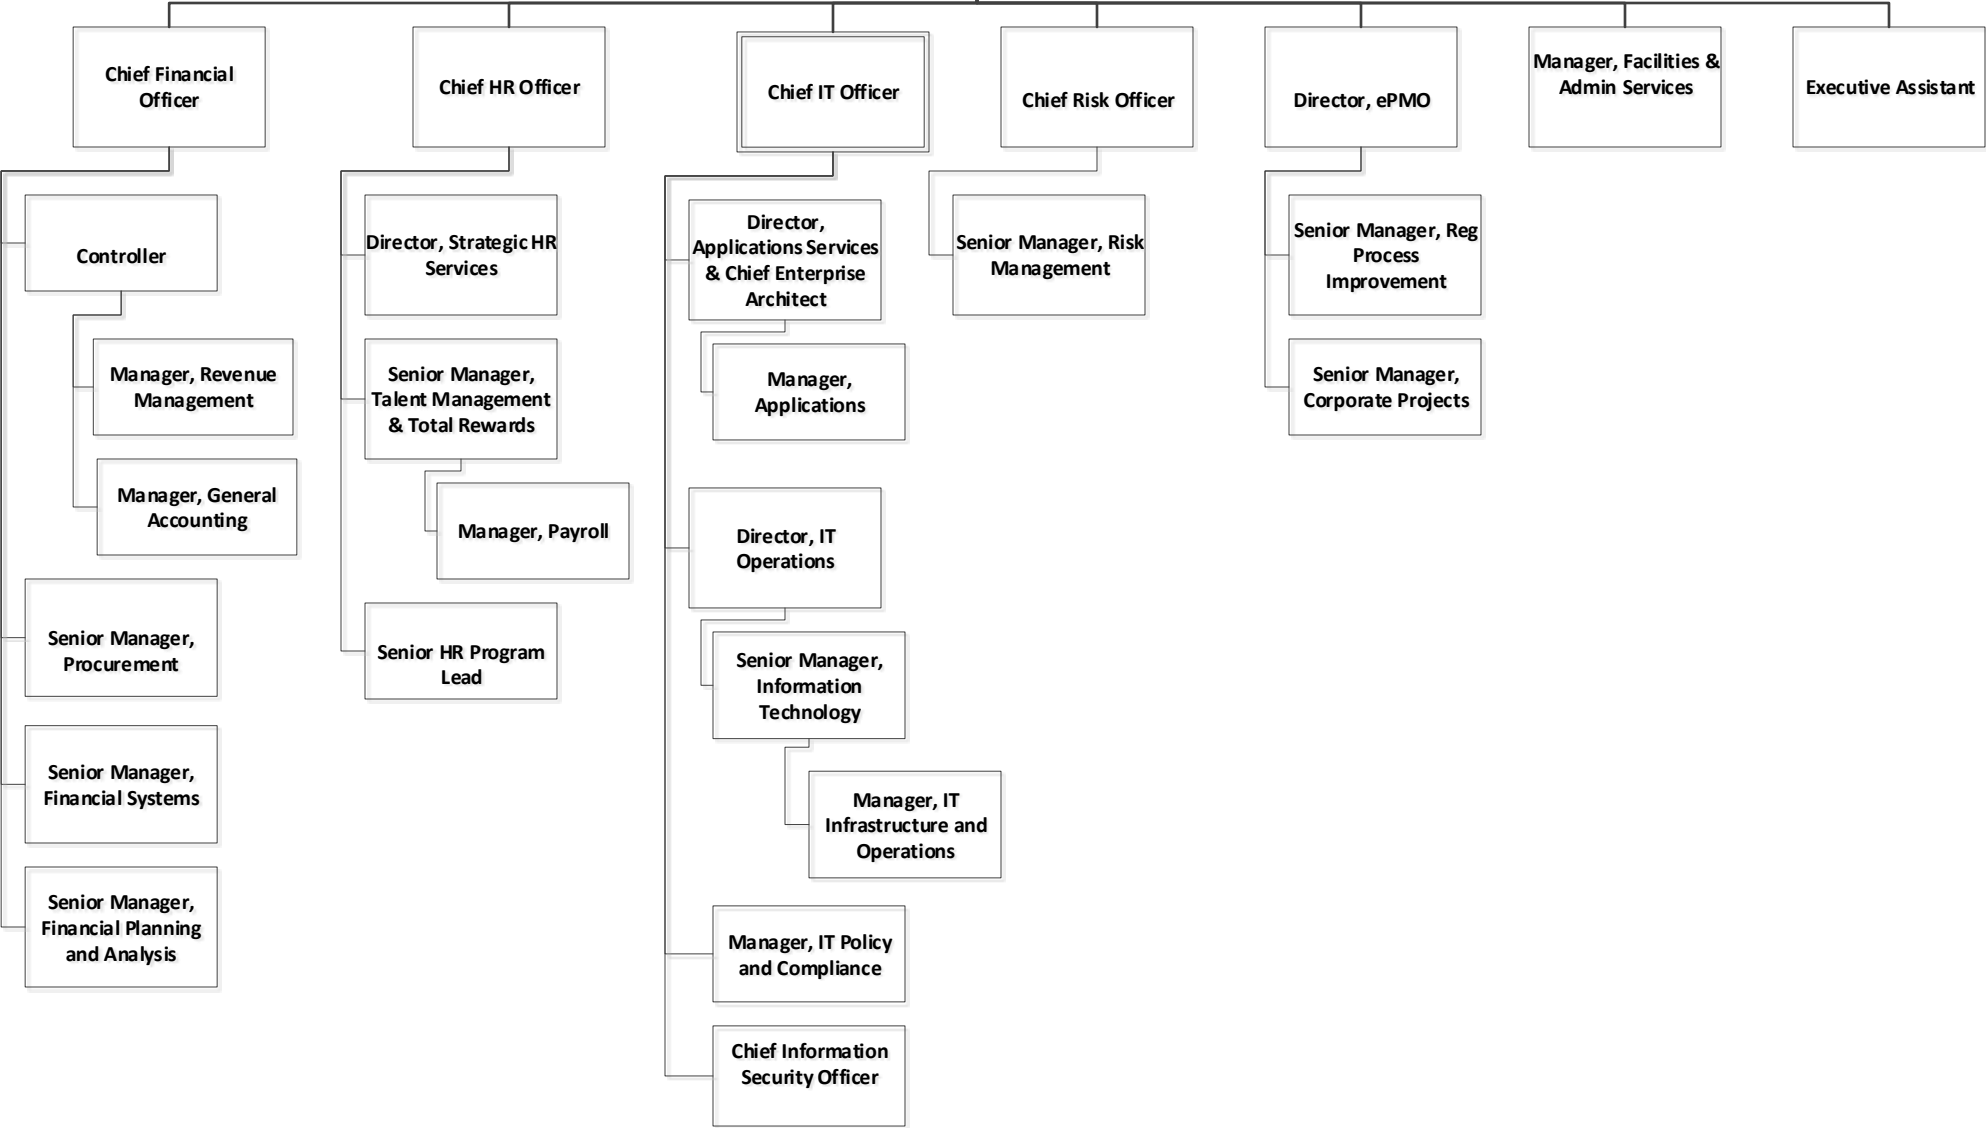 Chief Financial
Officer
Chief HR Officer
Chief IT Officer
Chief Risk Officer
Director, ePMO
Manager, Facilities &
Admin Services
Executive Assistant
Controller
Manager, Revenue
Management
Manager, General
Accounting
Senior Manager,
Procurement
Senior Manager,
Financial Systems
Senior Manager,
Financial Planning
and Analysis
Director, Strategic HR
Services
Senior Manager,
Talent Management
& Total Rewards
Manager, Payroll
Senior HR Program
Lead
Director,
Applications Services
& Chief Enterprise
Architect
Manager,
Applications
Director, IT
Operations
Senior Manager,
Information
Technology
Manager, IT
Infrastructure and
Operations
Manager, IT Policy
and Compliance
Chief Information
Security Officer
Senior Manager, Risk
Management
Senior Manager, Reg
Process
Improvement
Senior Manager,
Corporate Projects